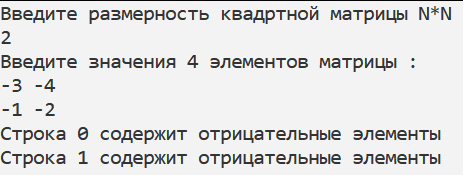 Введите размерность квадртной матрицы N*N
2
Введите значения 4 элементов матрицы :
-3 -4
-1 -2
Строка 0 содержит отрицательные элементы
Строка 1 содержит отрицательные элементы